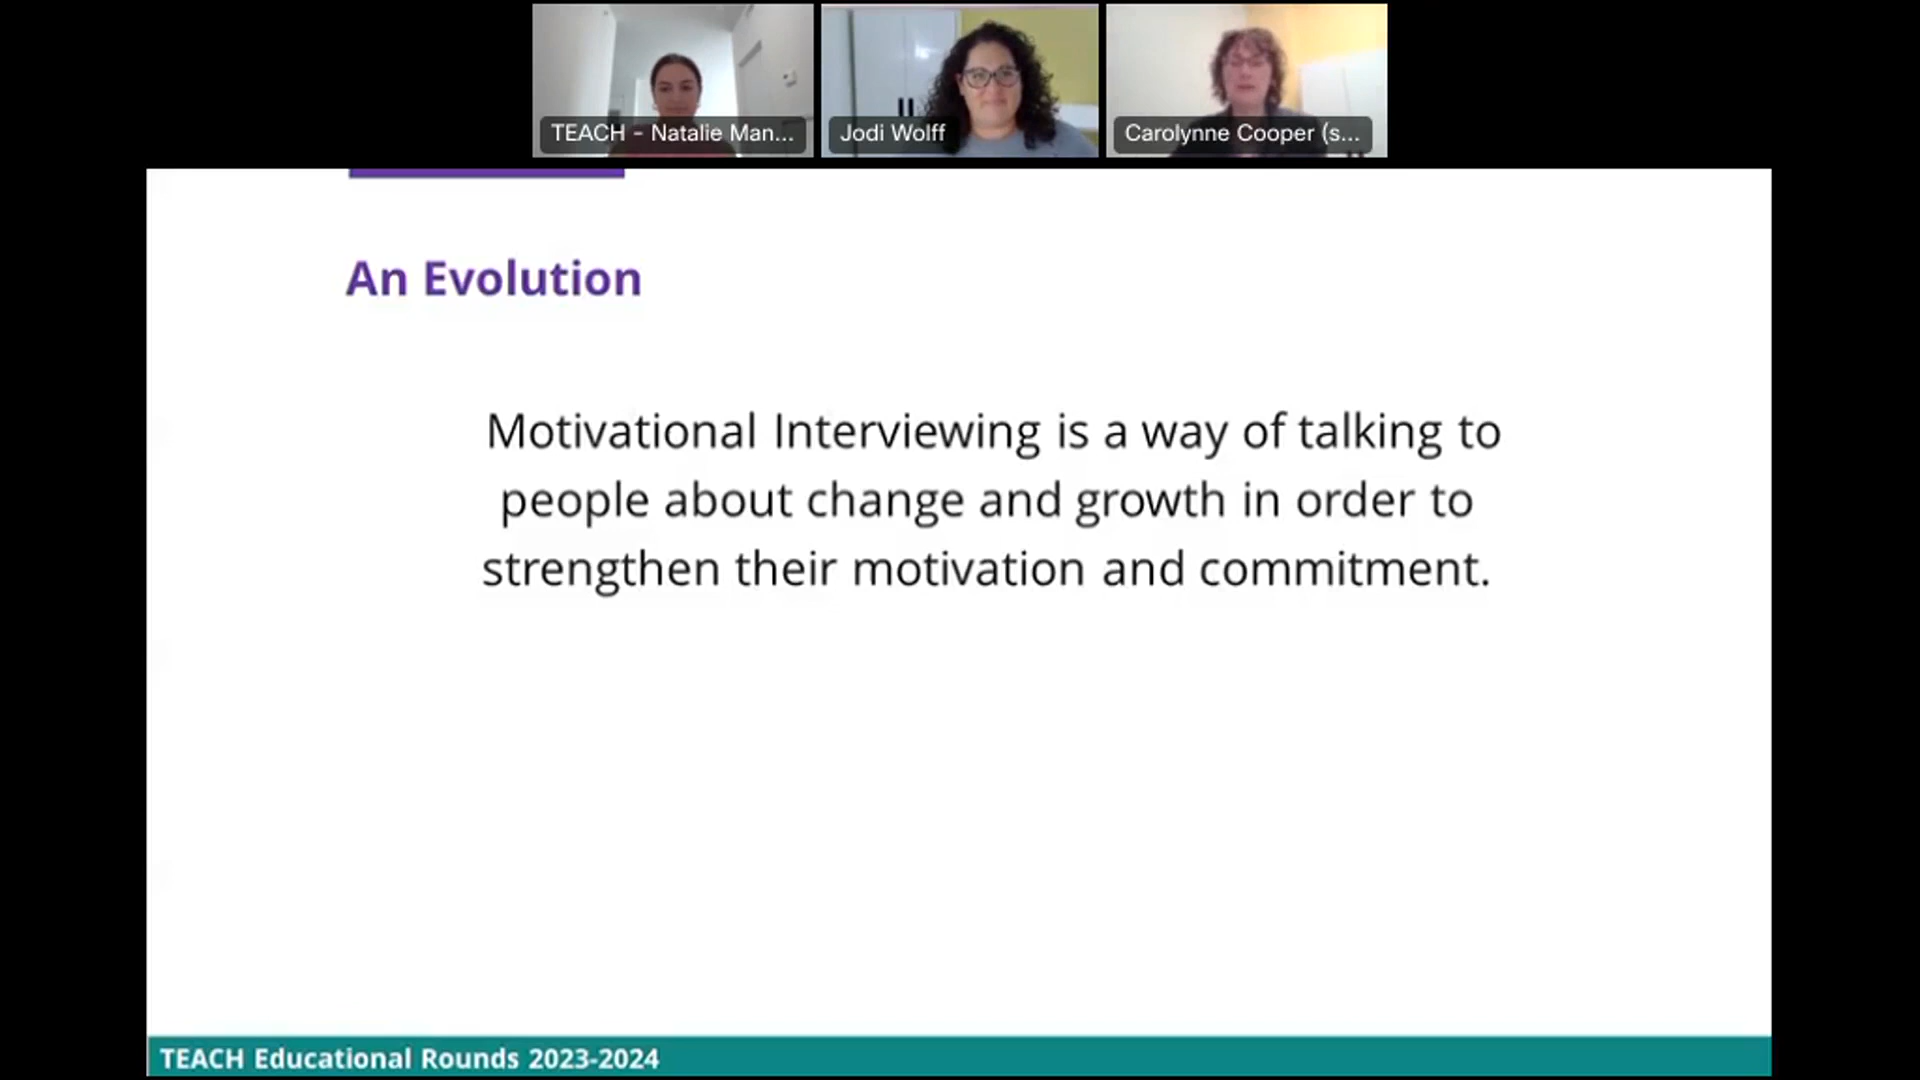 TEACH - Natalie Man...
Jodi Wolff
Carolynne Cooper (s...
An Evolution
Motivational Interviewing is a way of talking to
people about change and growth in order to
strengthen their motivation and commitment.
TEACH Educational Rounds 2023-2024